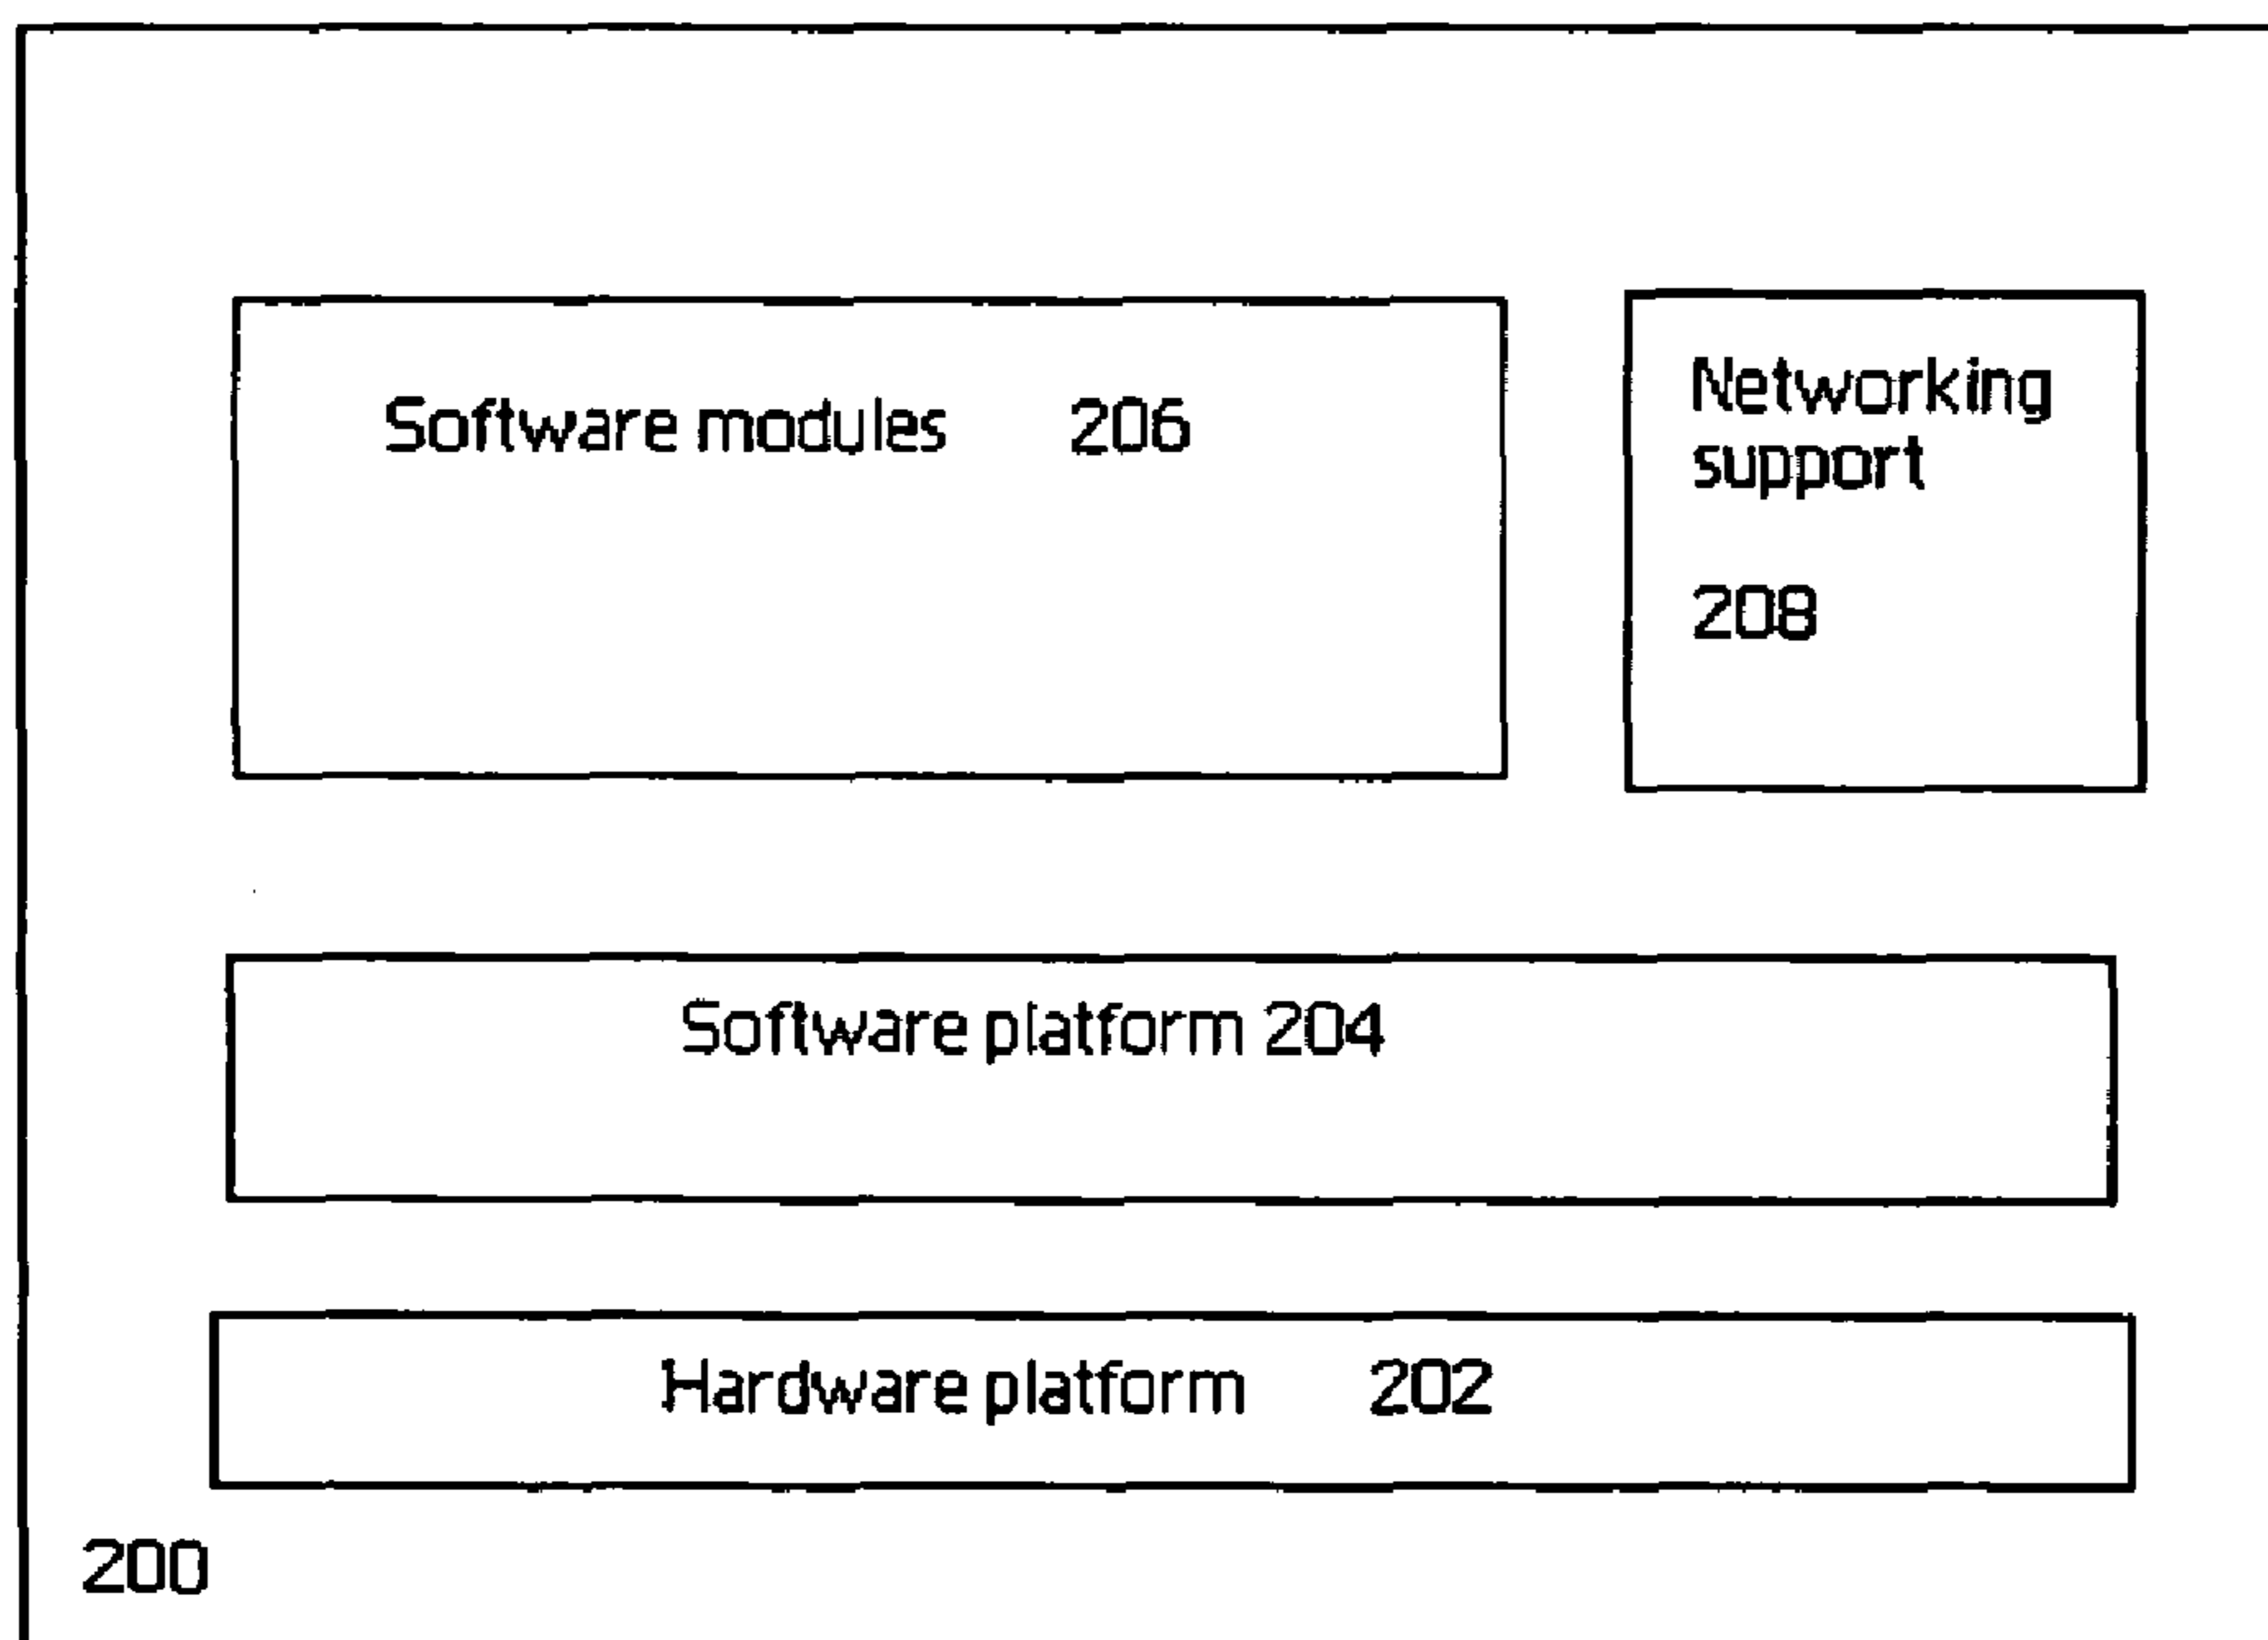 Software modules 206
Networking
support
208
Software platform 204
Hardware platform 202
200